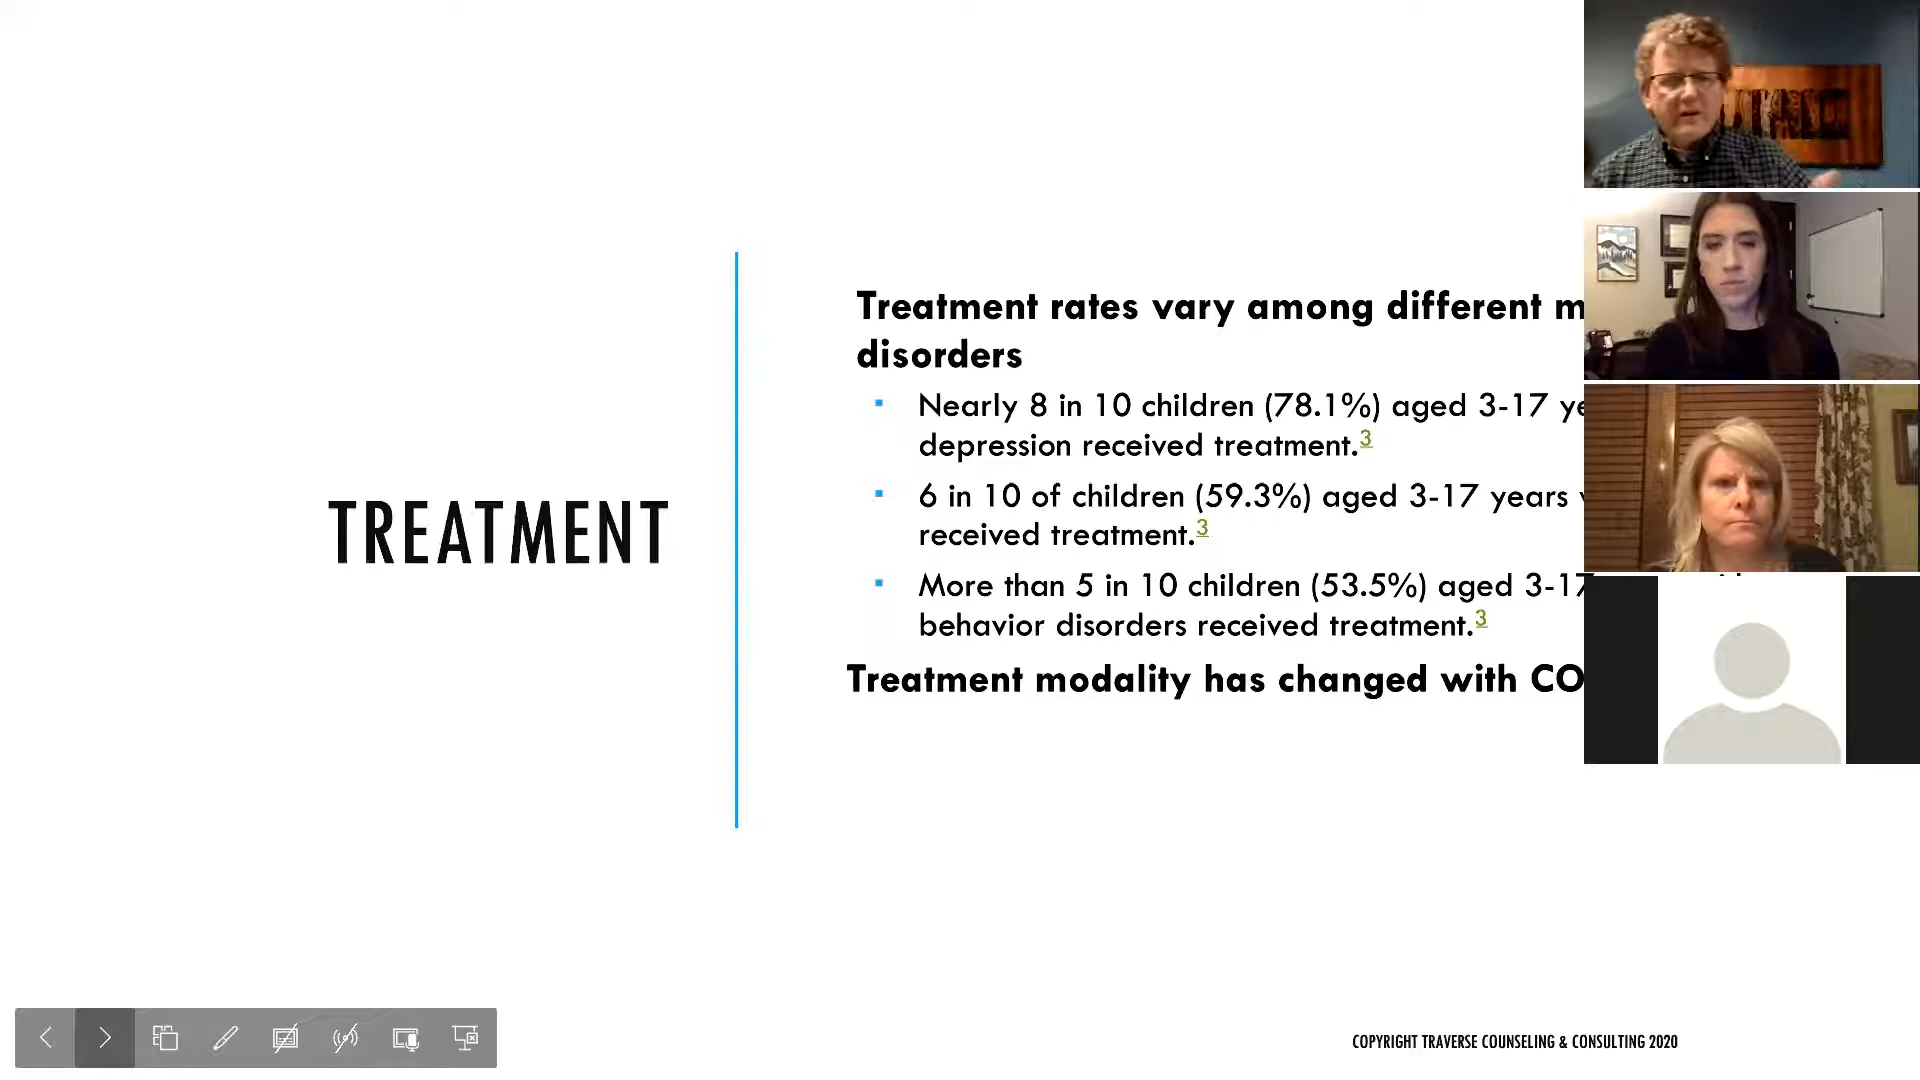 TREATMENT
Treatment rates vary among different
disorders
Nearly 8 in 10 children (78.1%) aged 3-17
depression received treatment.3
6 in 10 of children (59.3%) aged 3-17 years
received treatment.3
More than 5 in 10 children (53.5%) aged 3-17
behavior disorders received treatment.3
Treatment modality has changed with CO
COPYRIGHT TRAVERSE COUNSELING & CONSULTING 2020